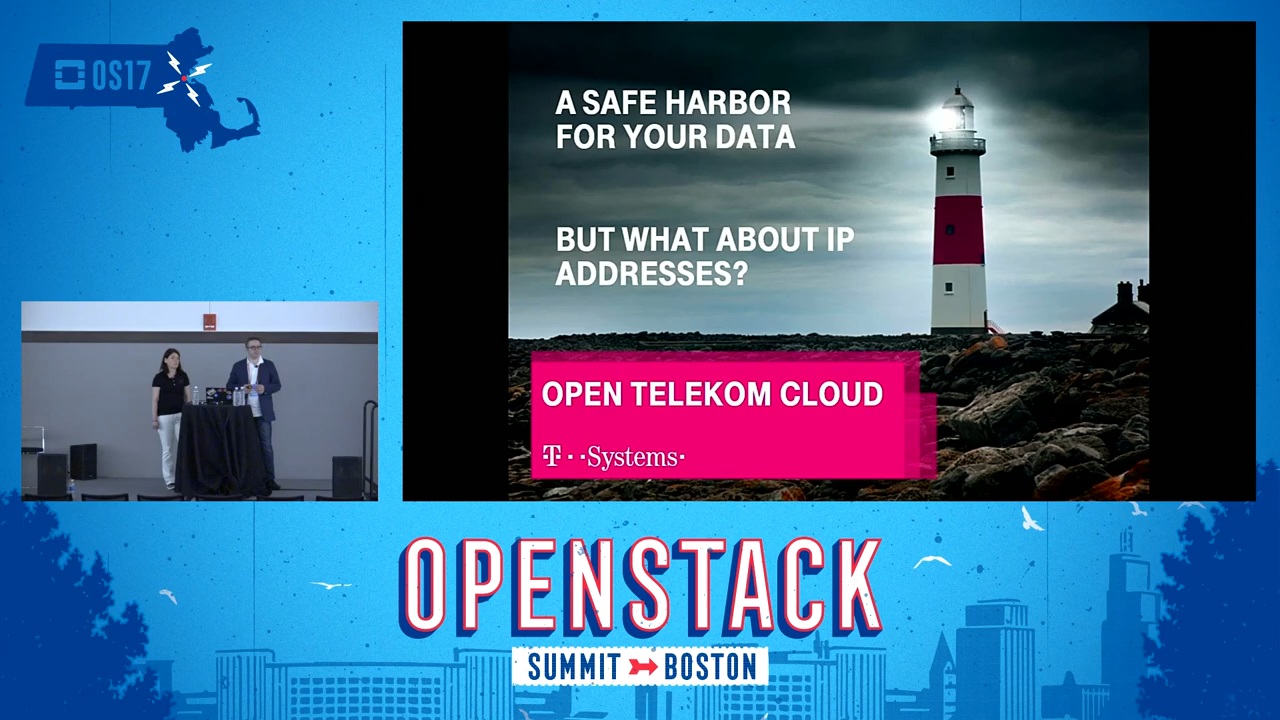 OS17
A SAFE HARBOR
FOR YOUR DATA
BUT WHAT ABOUT IP
ADDRESSES?
OPEN TELEKOM CLOUD
T··Systems·
OPENSTACK
SUMMIT BOSTON